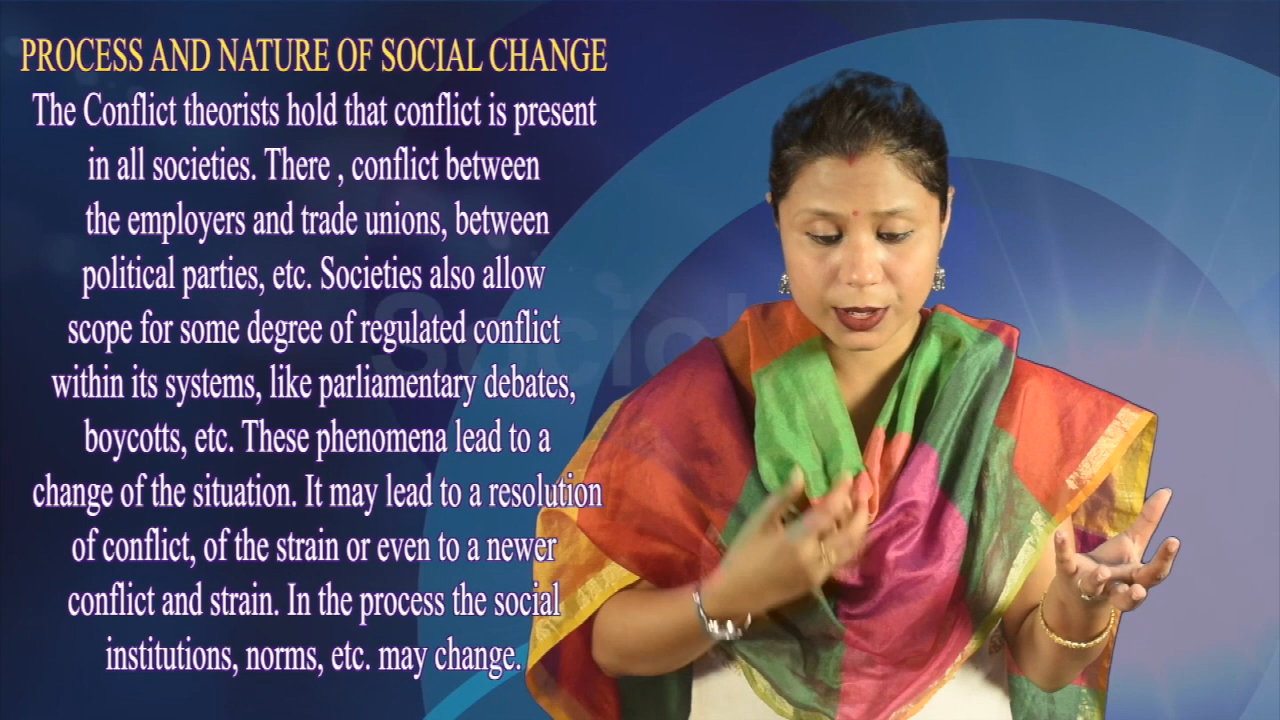 PROCESS AND NATURE OF SOCIAL CHANGE
The Conflict theorists hold that conflict is present
in all societies. There , conflict between
the employers and trade unions, between
political parties, etc. Societies also allow
scope for some degree of regulated conflict
within its systems, like parliamentary debates,
boycotts, etc. These phenomena lead to a
change of the situation. It may lead to a resolution
of conflict, of the strain or even to a newer
conflict and strain. In the process the social
institutions, norms, etc. may change.
Social